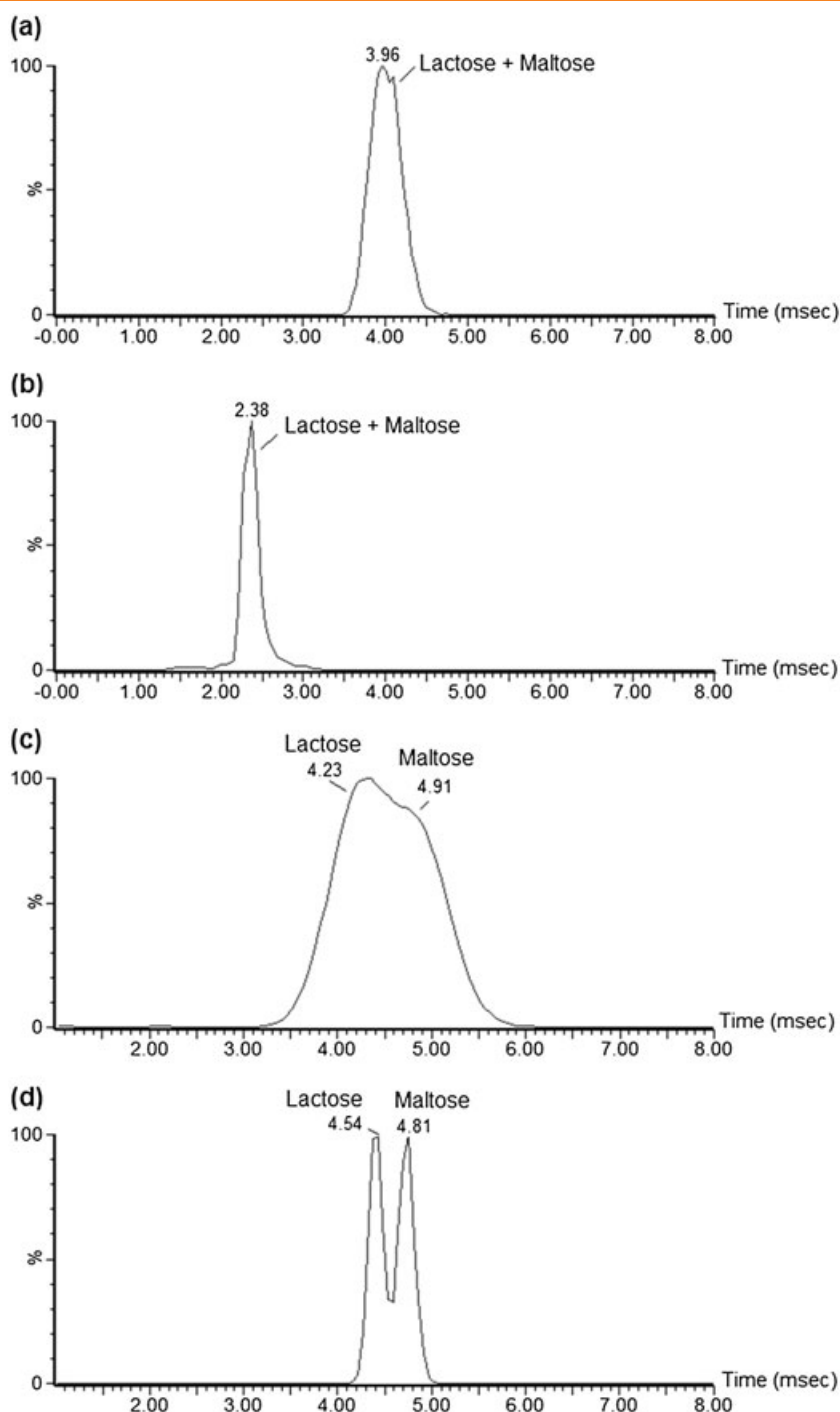 (a)
3.96
Lactose + Maltose
100
%
0
-0.00 1.00 2.00 3.00 4.00 5.00 6.00 7.00 8.00
Time (msec)
(b)
2.38
Lactose + Maltose
100
%
0
-0.00 1.00 2.00 3.00 4.00 5.00 6.00 7.00 8.00
Time (msec)
(c)
Lactose
4.23
Maltose
4.91
100
%
0
2.00 3.00 4.00 5.00 6.00 7.00 8.00
Time (msec)
(d)
Lactose
4.54
Maltose
4.81
100
%
0
2.00 3.00 4.00 5.00 6.00 7.00 8.00
Time (msec)